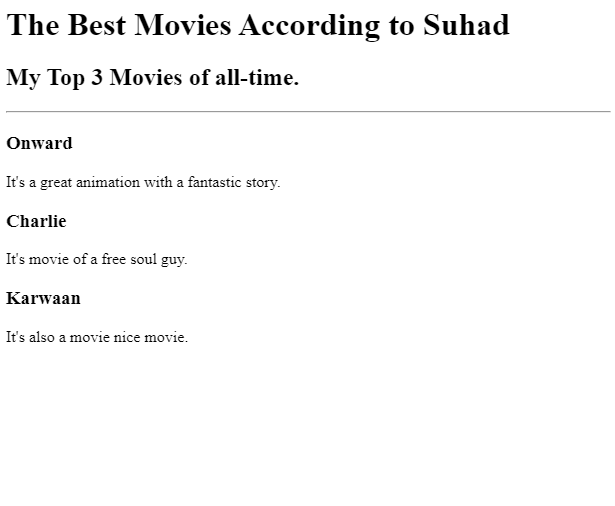 The Best Movies According to Suhad
My Top 3 Movies of all-time.
Onward
It's a great animation with a fantastic story.
Charlie
It's movie of a free soul guy.
Karwaan
It's also a movie nice movie.